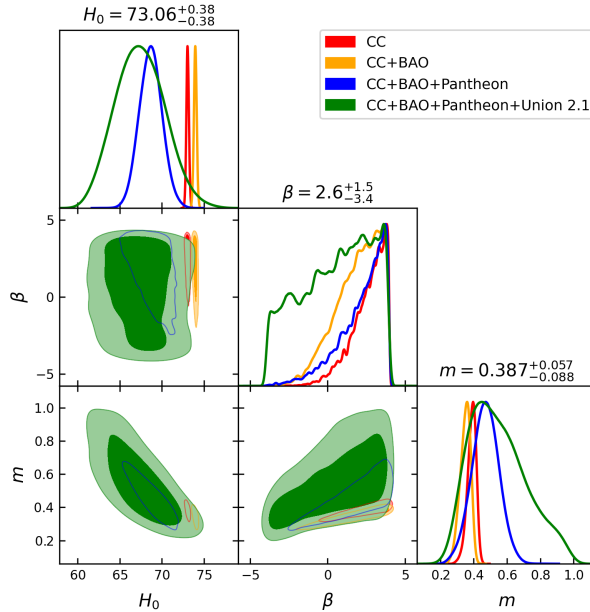 H₀ = 73.06⁺⁰·³⁸₋₀.₃₈
CC
CC+BAO
CC+BAO+Pantheon
CC+BAO+Pantheon+Union 2.1
β = 2.6⁺¹·⁵₋₃.₄
5
0
−5
β
m = 0.387⁺⁰·⁰⁵⁷₋₀.₀₈₈
1.0
0.8
0.6
0.4
0.2
m
60 65 70 75
−5 0 5
0.2 0.4 0.6 0.8 1.0
H₀
β
m